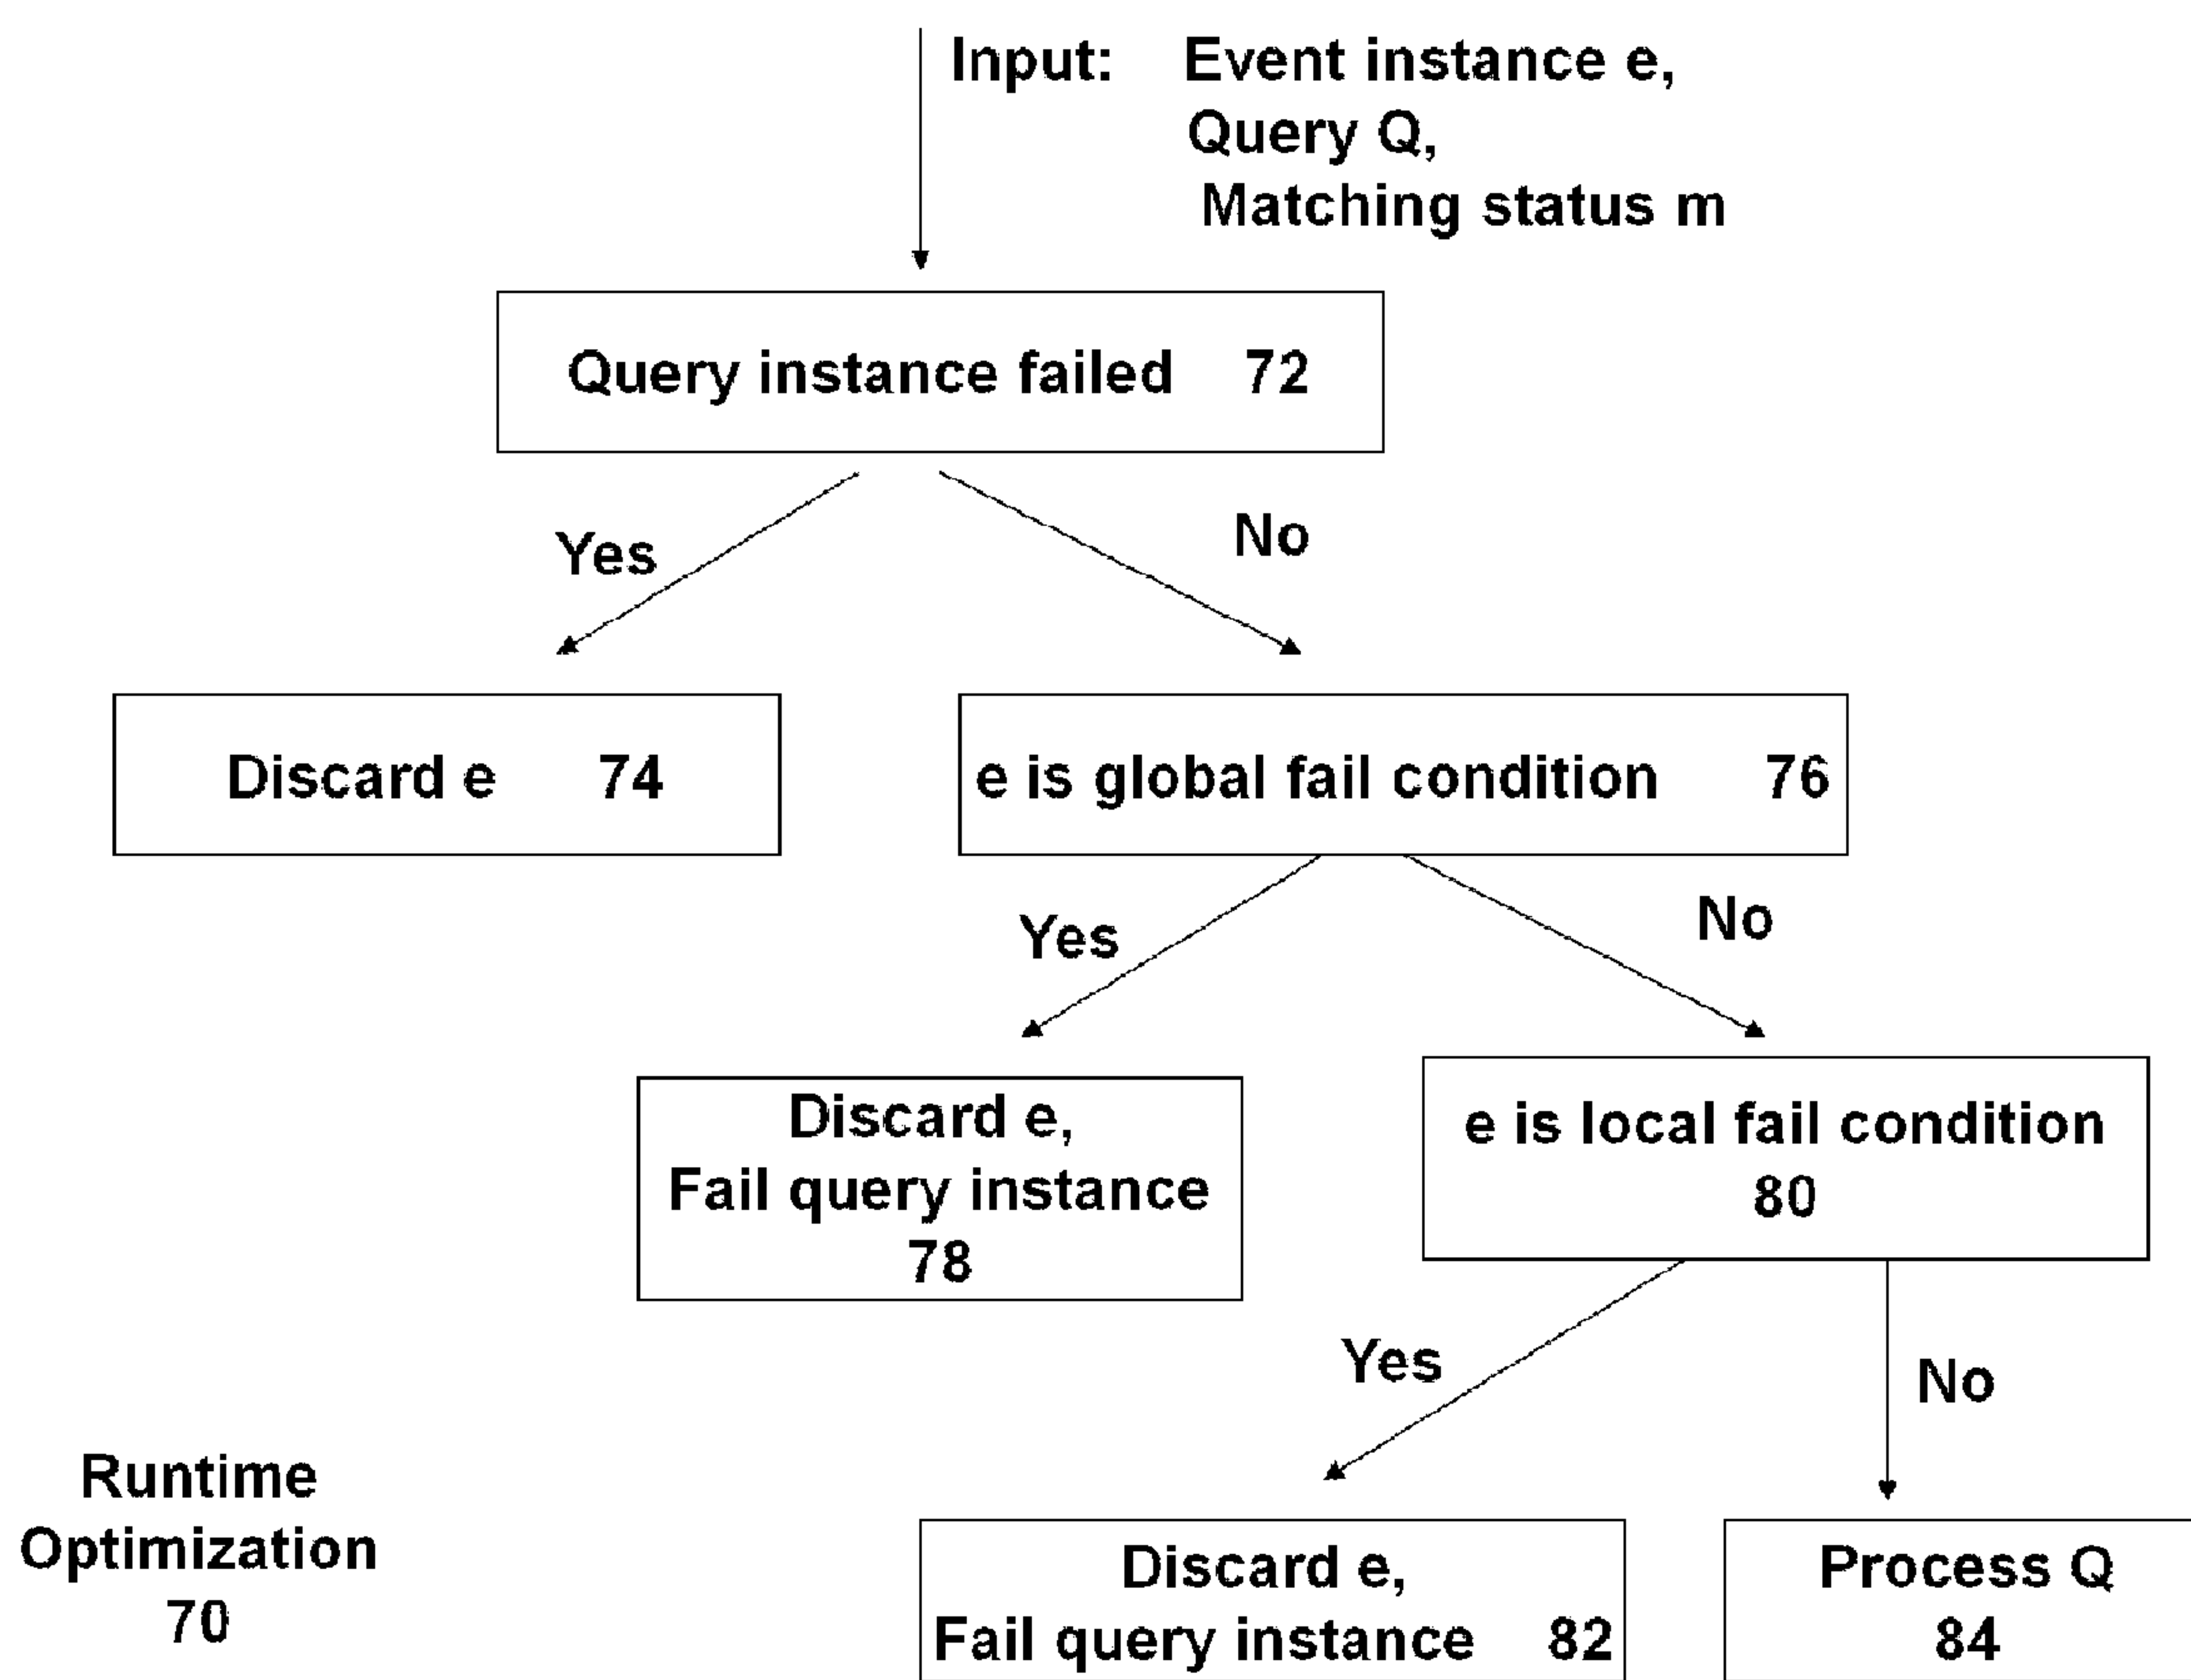 Input: Event instance e,
Query Q,
Matching status m
Query instance failed 72
Yes
No
Discard e 74
e is global fail condition 76
Yes
No
Discard e,
Fail query instance
78
e is local fail condition
80
Yes
No
Runtime
Optimization
70
Discard e,
Fail query instance 82
Process Q
84